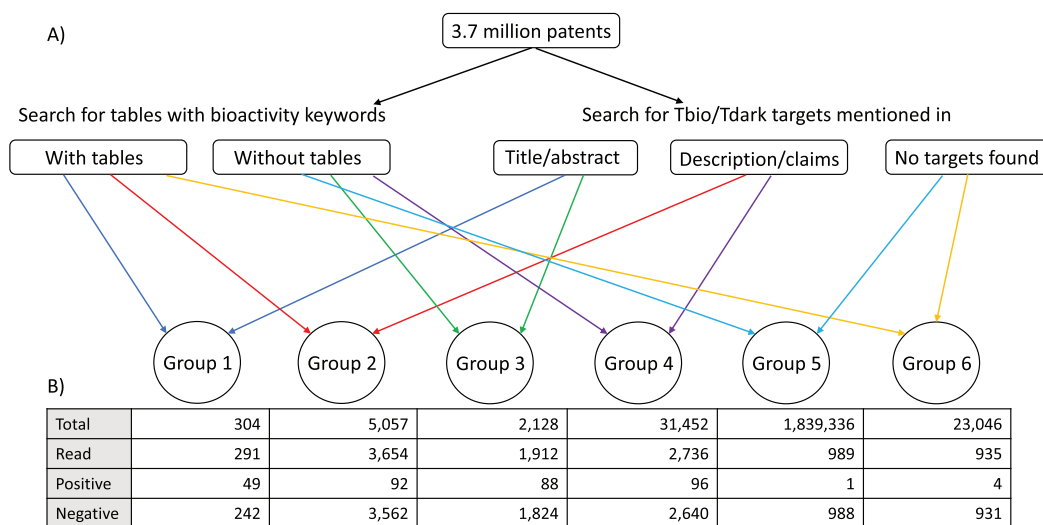 A)
3.7 million patents
Search for tables with bioactivity keywords
Search for Tbio/Tdark targets mentioned in
With tables
Without tables
Title/abstract
Description/claims
No targets found
Group 1
Group 2
Group 3
Group 4
Group 5
Group 6
B)
Total 304 5,057 2,128 31,452 1,839,336 23,046
Read 291 3,654 1,912 2,736 989 935
Positive 49 92 88 96 1 4
Negative 242 3,562 1,824 2,640 988 931